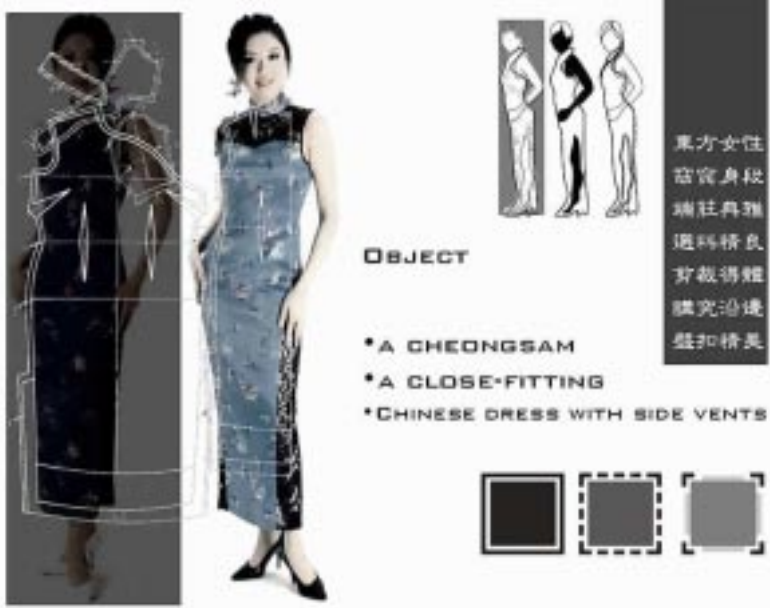 OBJECT
•A CHEONGSAM
•A CLOSE-FITTING
•CHINESE DRESS WITH SIDE VENTS
東方女性
窈窕身段
端莊典雅
選料精良
剪裁得體
講究沿邊
盤扣精美